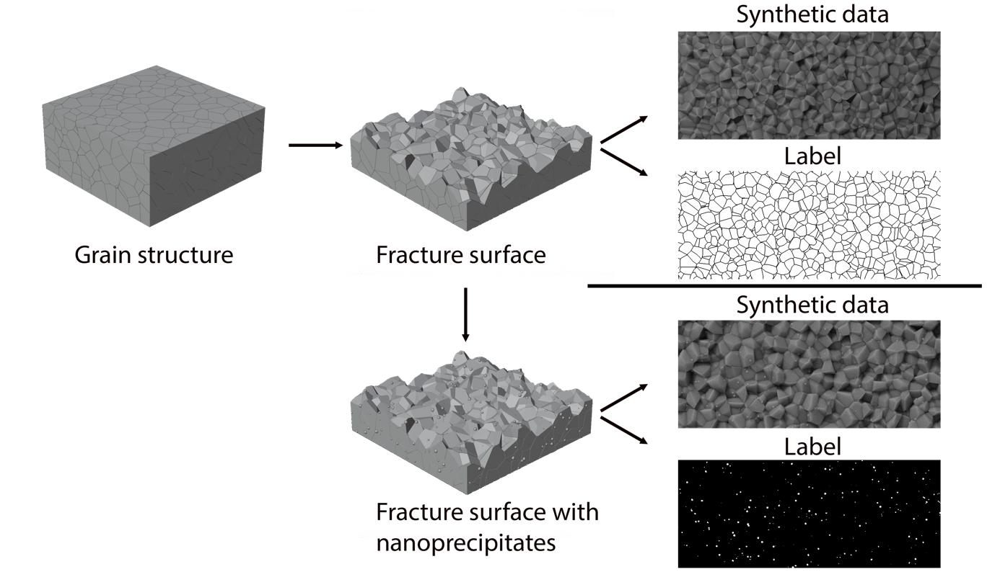 Synthetic data
Label
Grain structure
Fracture surface
Synthetic data
Label
Fracture surface with
nanoprecipitates